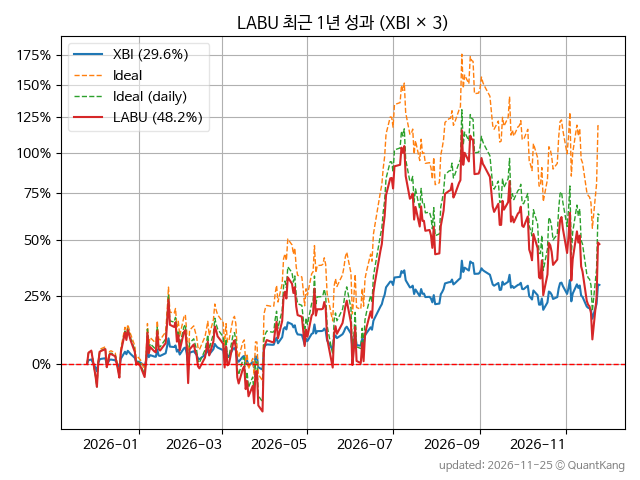 LABU 최근 1년 성과 (XBI × 3)
XBI (29.6%)
Ideal
Ideal (daily)
LABU (48.2%)
175%
150%
125%
100%
75%
50%
25%
0%
2026-01 2026-03 2026-05 2026-07 2026-09 2026-11
updated: 2026-11-25 © QuantKang